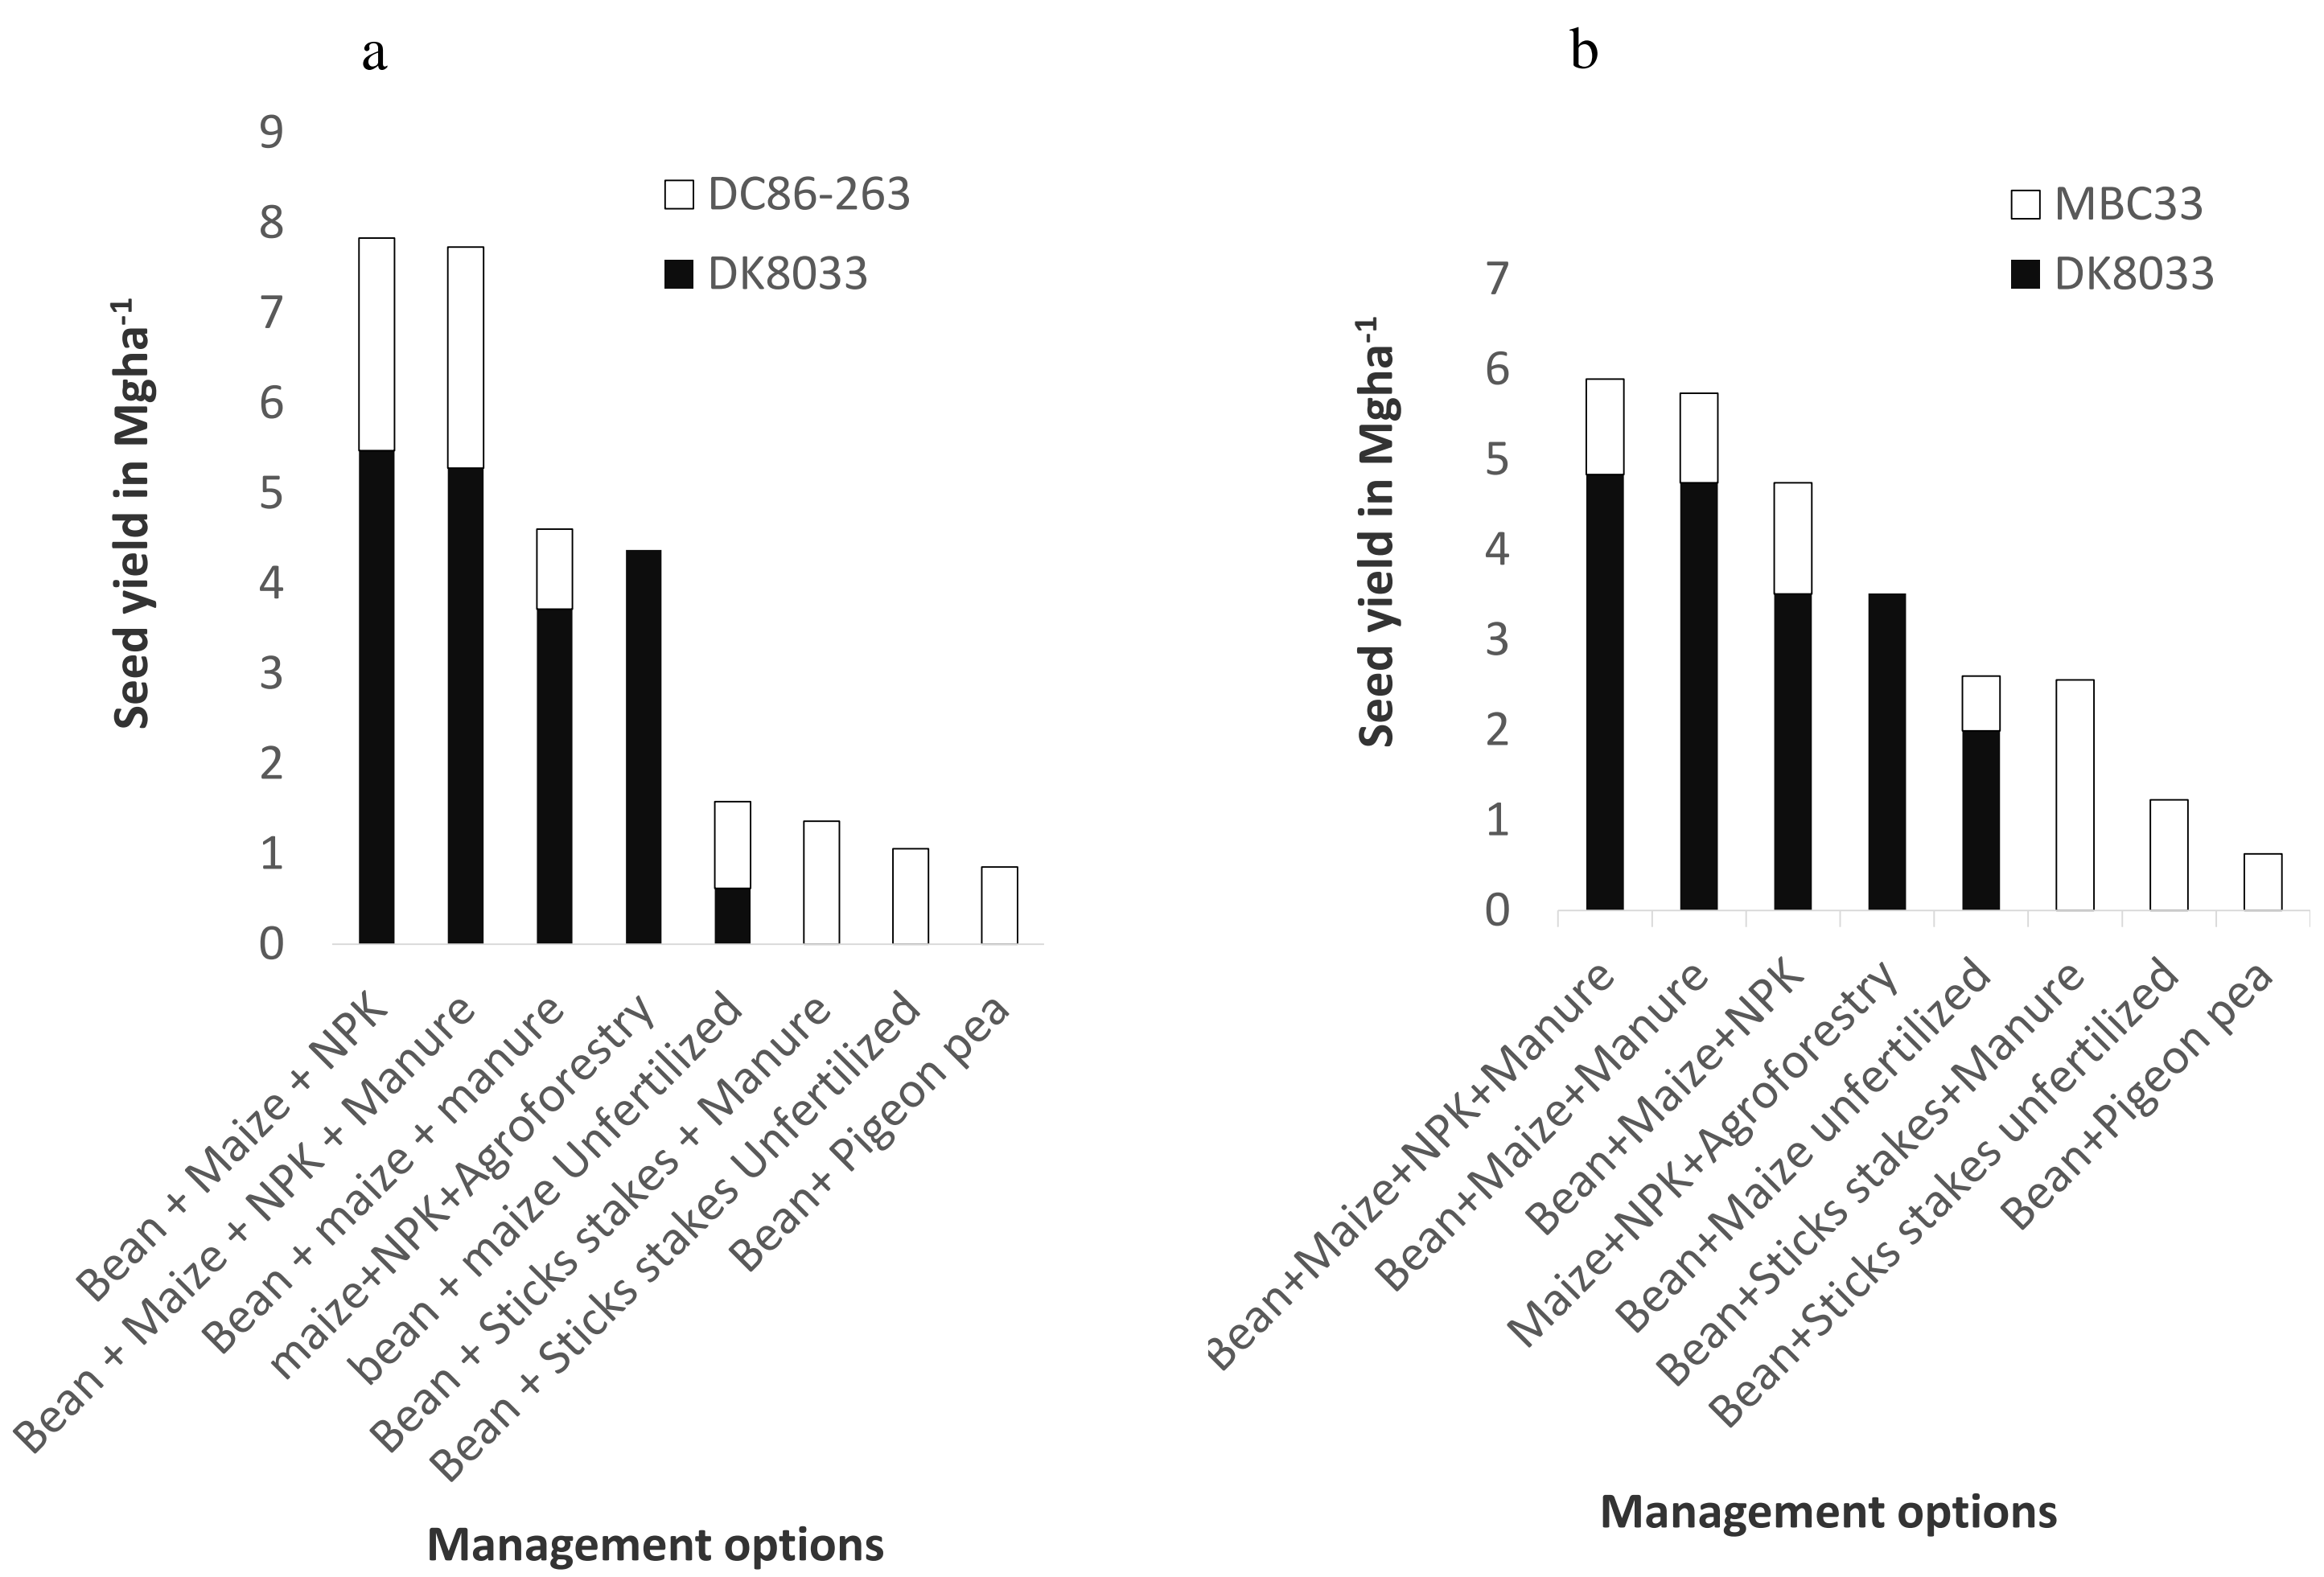 a
9
8
7
6
5
4
3
2
1
0
Seed yield in Mgha-1
DC86-263
DK8033
Bean + Maize + NPK
Bean + Maize + NPK + Manure
Bean + maize + manure
maize+NPK+Agroforestry
bean + maize Unfertilized
Bean + Sticks stakes + Manure
Bean + Sticks stakes Unfertilized
Bean+ Pigeon pea
Management options
b
7
6
5
4
3
2
1
0
Seed yield in Mgha-1
MBC33
DK8033
Bean+Maize+NPK+Manure
Bean+Maize+Manure
Bean+Maize+NPK
Maize+NPK+Agroforestry
Bean+Maize unfertilized
Bean+Sticks stakes+Manure
Bean+Sticks stakes unfertilized
Bean+Pigeon pea
Management options